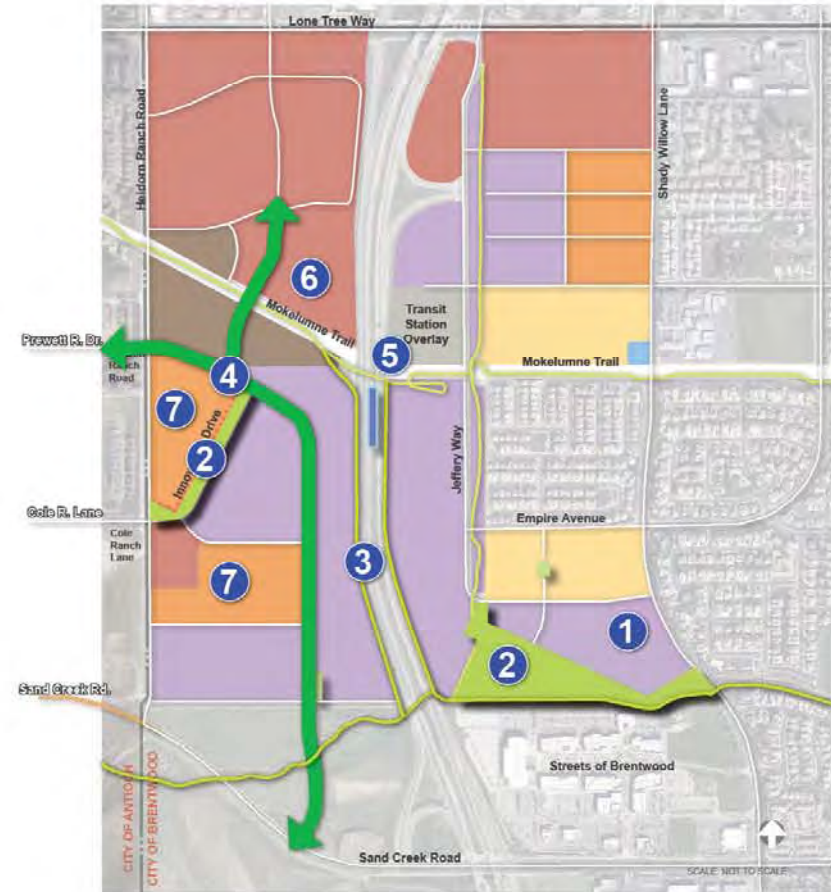 Lone Tree Way
Heidorn Ranch Road
Shady Willow Lane
6
Mokelumne Trail
Transit
Station
Overlay
5
Prewett R. Dr.
Ranch
Road
Mokelumne Trail
4
7
Drive
2
Jeffery Way
Cole R. Lane
Cole
Ranch
Lane
Empire Avenue
3
7
1
2
Sand Creek Rd.
Streets of Brentwood
CITY OF ANTIOCH
CITY OF BRENTWOOD
Sand Creek Road
SCALE: NOT TO SCALE